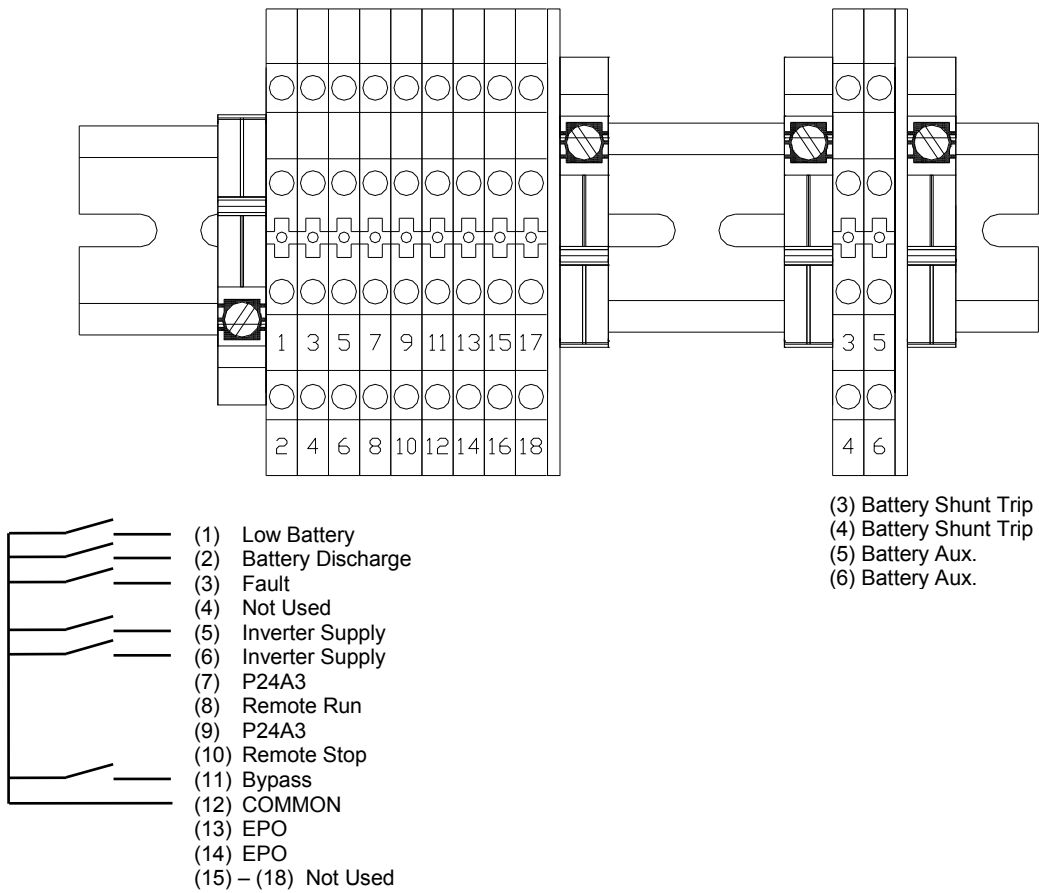 1 3 5 7 9 11 13 15 17
2 4 6 8 10 12 14 16 18
3 5
4 6
(1) Low Battery
(2) Battery Discharge
(3) Fault
(4) Not Used
(5) Inverter Supply
(6) Inverter Supply
(7) P24A3
(8) Remote Run
(9) P24A3
(10) Remote Stop
(11) Bypass
(12) COMMON
(13) EPO
(14) EPO
(15) – (18) Not Used
(3) Battery Shunt Trip
(4) Battery Shunt Trip
(5) Battery Aux.
(6) Battery Aux.